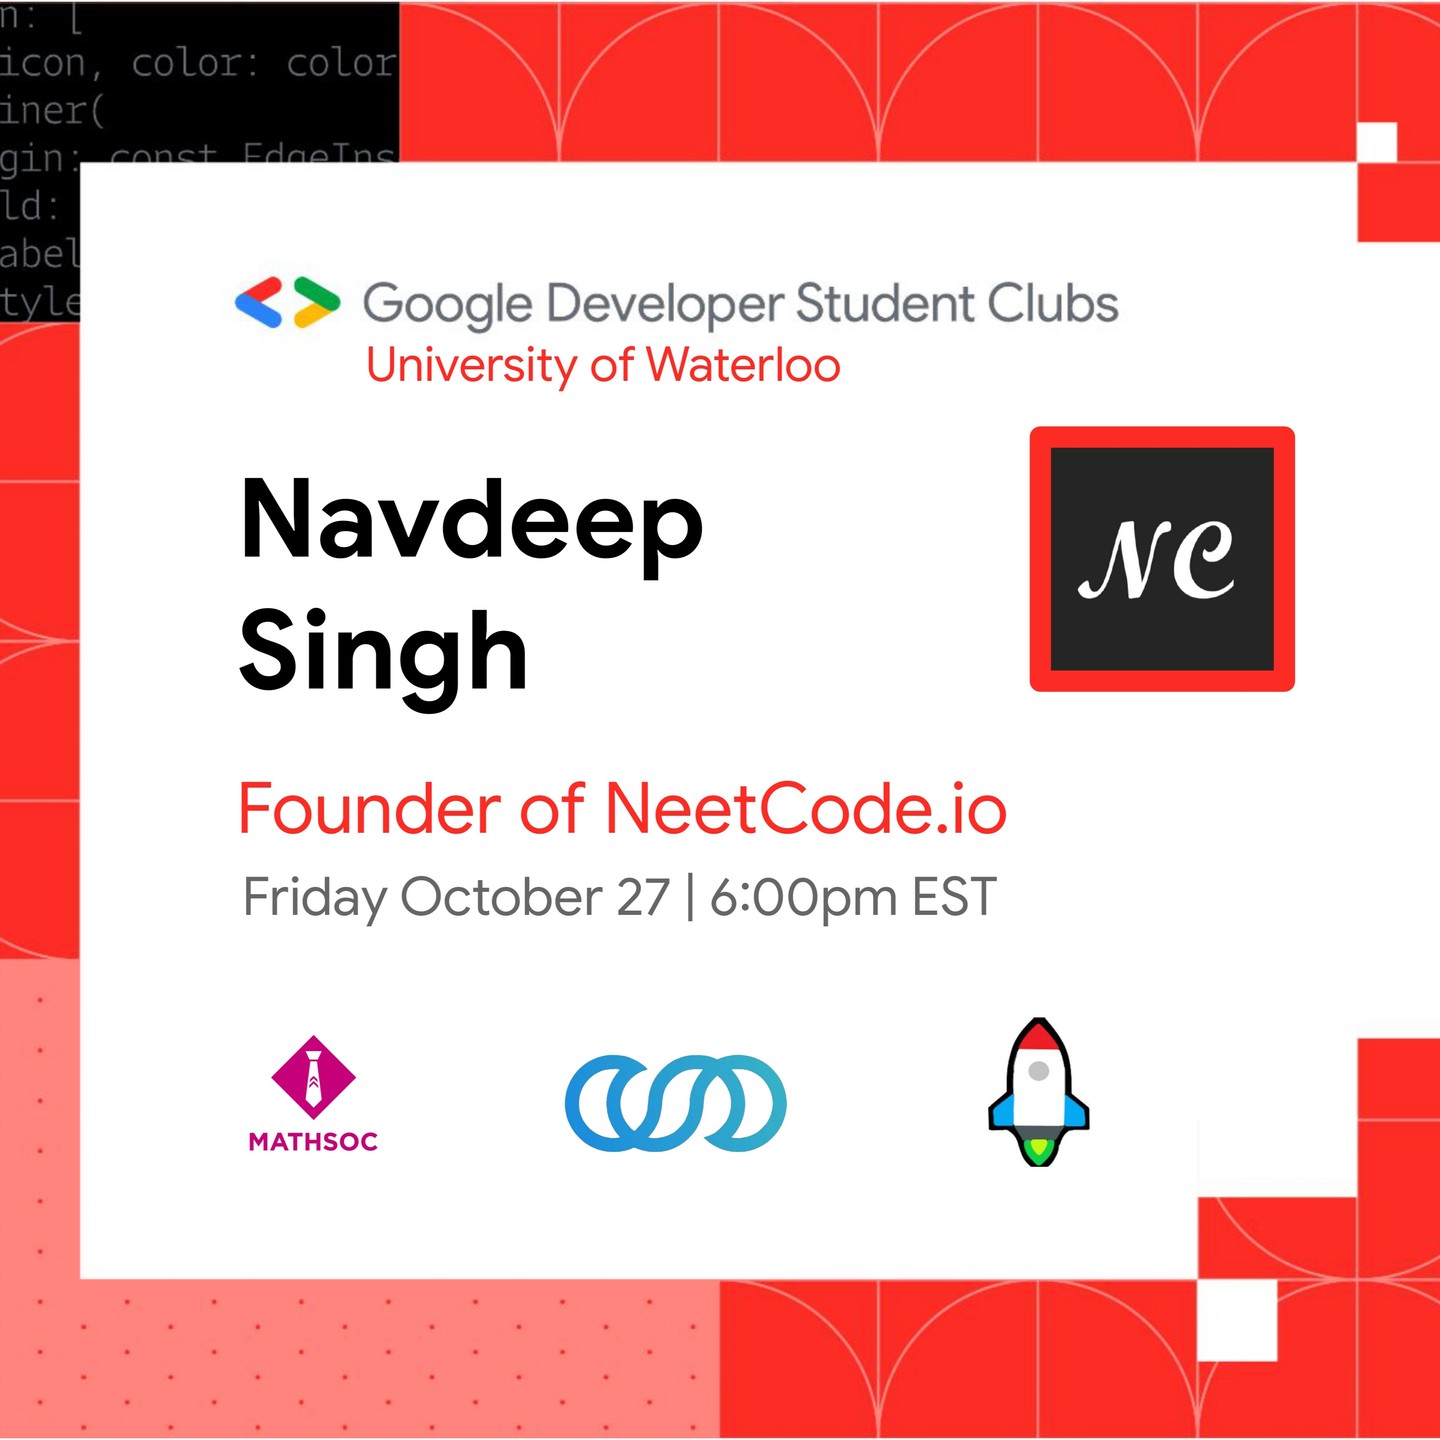 n: [
icon, color: color
iner(
gin: const EdgeIns
ld:
abel
tyle
Google Developer Student Clubs
University of Waterloo
Navdeep
Singh
NC
Founder of NeetCode.io
Friday October 27 | 6:00pm EST
MATHSOC